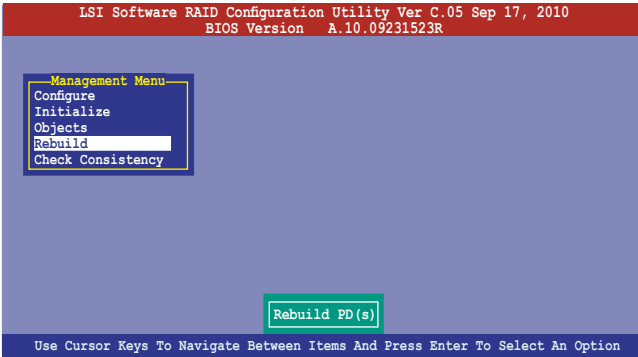 LSI Software RAID Configuration Utility Ver C.05 Sep 17, 2010
BIOS Version A.10.09231523R
Management Menu
Configure
Initialize
Objects
Rebuild
Check Consistency
Rebuild PD(s)
Use Cursor Keys To Navigate Between Items And Press Enter To Select An Option